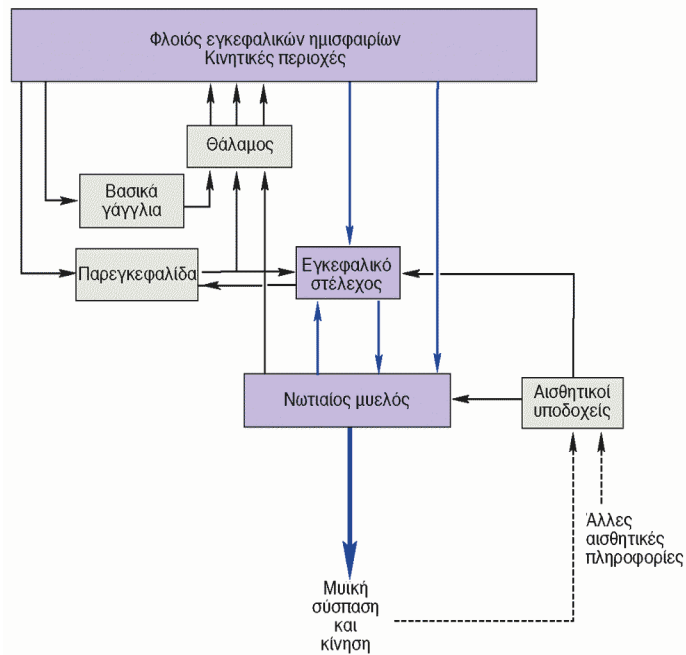 Φλοιός εγκεφαλικών ημισφαιρίων
Κινητικές περιοχές
Θάλαμος
Βασικά
γάγγλια
Παρεγκεφαλίδα
Εγκεφαλικό
στέλεχος
Νωτιαίος μυελός
Αισθητικοί
υποδοχείς
Άλλες
αισθητικές
πληροφορίες
Μυική
σύσπαση
και
κίνηση